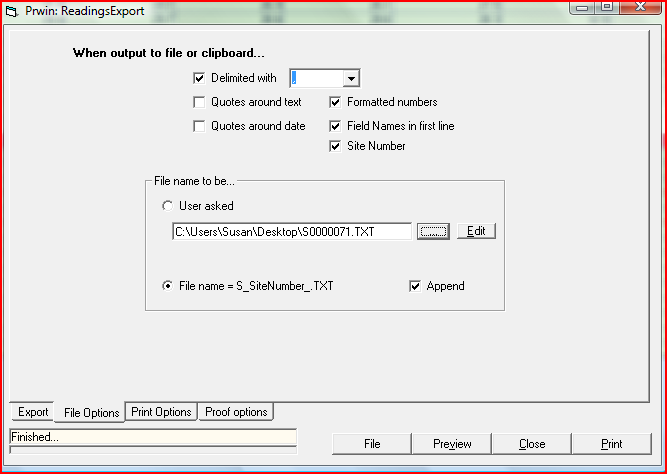 Prwin: ReadingsExport
When output to file or clipboard...
Delimited with ,
Quotes around text Formatted numbers
Quotes around date Field Names in first line
Site Number
File name to be...
User asked
C:\Users\Susan\Desktop\S0000071.TXT ... Edit
File name = S_SiteNumber_.TXT Append
Export File Options Print Options Proof options
Finished...
File Preview Close Print